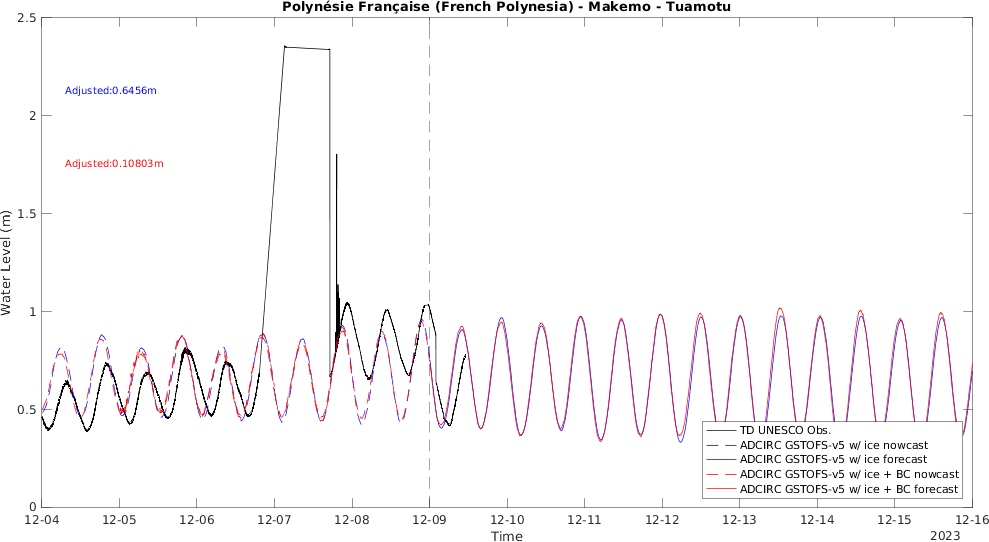 Polynésie Française (French Polynesia) - Makemo - Tuamotu
2.5
2
1.5
1
0.5
0
Water Level (m)
Adjusted:0.6456m
Adjusted:0.10803m
TD UNESCO Obs.
ADCIRC GSTOFS-v5 w/ ice nowcast
ADCIRC GSTOFS-v5 w/ ice forecast
ADCIRC GSTOFS-v5 w/ ice + BC nowcast
ADCIRC GSTOFS-v5 w/ ice + BC forecast
12-04 12-05 12-06 12-07 12-08 12-09 12-10 12-11 12-12 12-13 12-14 12-15 12-16
Time
2023